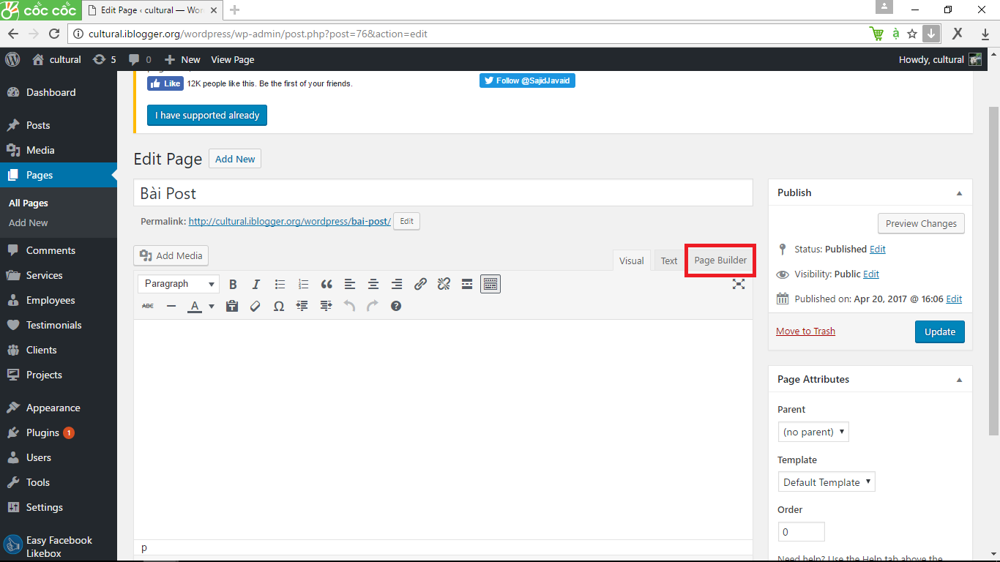 cốc cốc
Edit Page ‹ cultural — Wor
cultural.iblogger.org/wordpress/wp-admin/post.php?post=76&action=edit
cultural 5 0 New View Page Howdy, cultural
Like 12K people like this. Be the first of your friends.
Follow @SajidJavaid
I have supported already
Dashboard
Posts
Media
Pages
All Pages
Add New
Comments
Services
Employees
Testimonials
Clients
Projects
Appearance
Plugins 1
Users
Tools
Settings
Easy Facebook
Likebox
Edit Page Add New
Bài Post
Permalink: http://cultural.iblogger.org/wordpress/bai-post/ Edit
Add Media
Visual Text Page Builder
Paragraph B I
ABC A Ω
p
Publish
Preview Changes
Status: Published Edit
Visibility: Public Edit
Published on: Apr 20, 2017 @ 16:06 Edit
Move to Trash Update
Page Attributes
Parent
(no parent)
Template
Default Template
Order
0
Need help? Use the Help tab above the